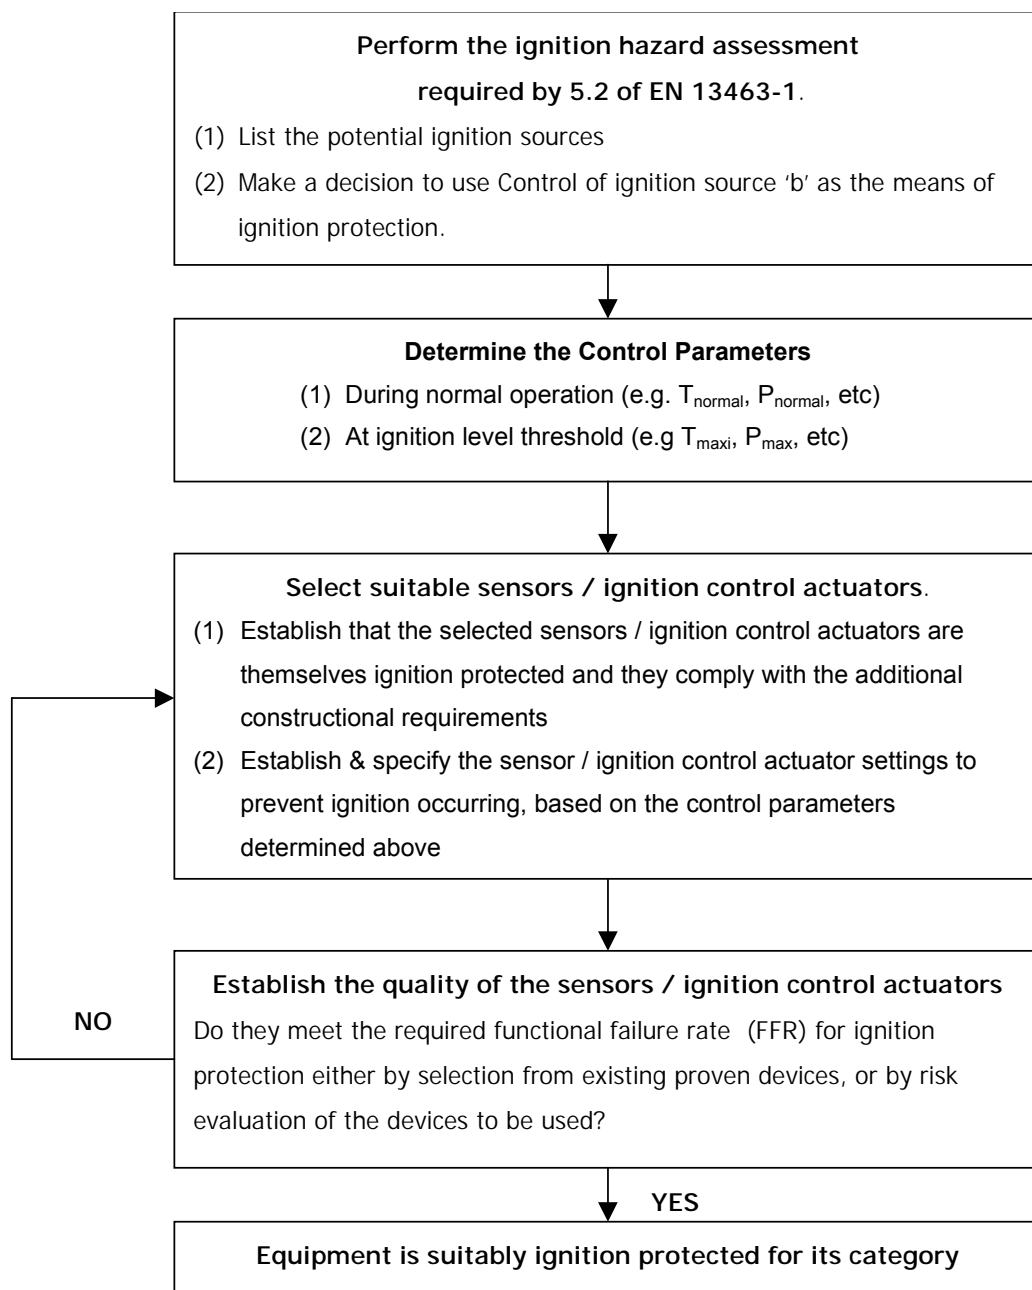 Perform the ignition hazard assessment
required by 5.2 of EN 13463-1.
(1) List the potential ignition sources
(2) Make a decision to use Control of ignition source ‘b’ as the means of
ignition protection.
Determine the Control Parameters
(1) During normal operation (e.g. Tnormal, Pnormal, etc)
(2) At ignition level threshold (e.g Tmaxi, Pmax, etc)
Select suitable sensors / ignition control actuators.
(1) Establish that the selected sensors / ignition control actuators are
themselves ignition protected and they comply with the additional
constructional requirements
(2) Establish & specify the sensor / ignition control actuator settings to
prevent ignition occurring, based on the control parameters
determined above
Establish the quality of the sensors / ignition control actuators
NO
Do they meet the required functional failure rate (FFR) for ignition
protection either by selection from existing proven devices, or by risk
evaluation of the devices to be used?
YES
Equipment is suitably ignition protected for its category